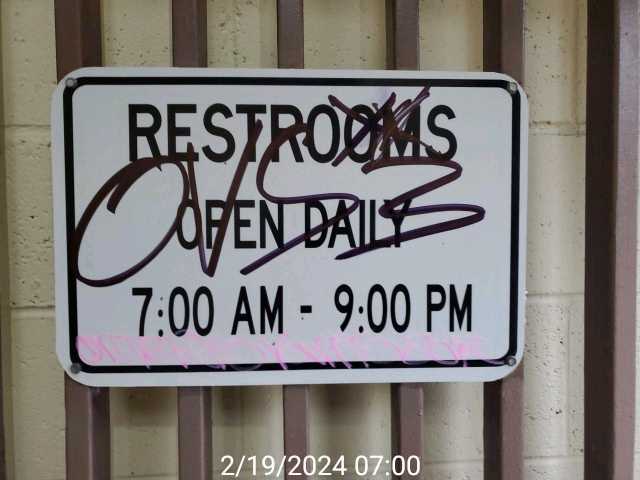 RESTROOMS
OPEN DAILY
7:00 AM - 9:00 PM
2/19/2024 07:00